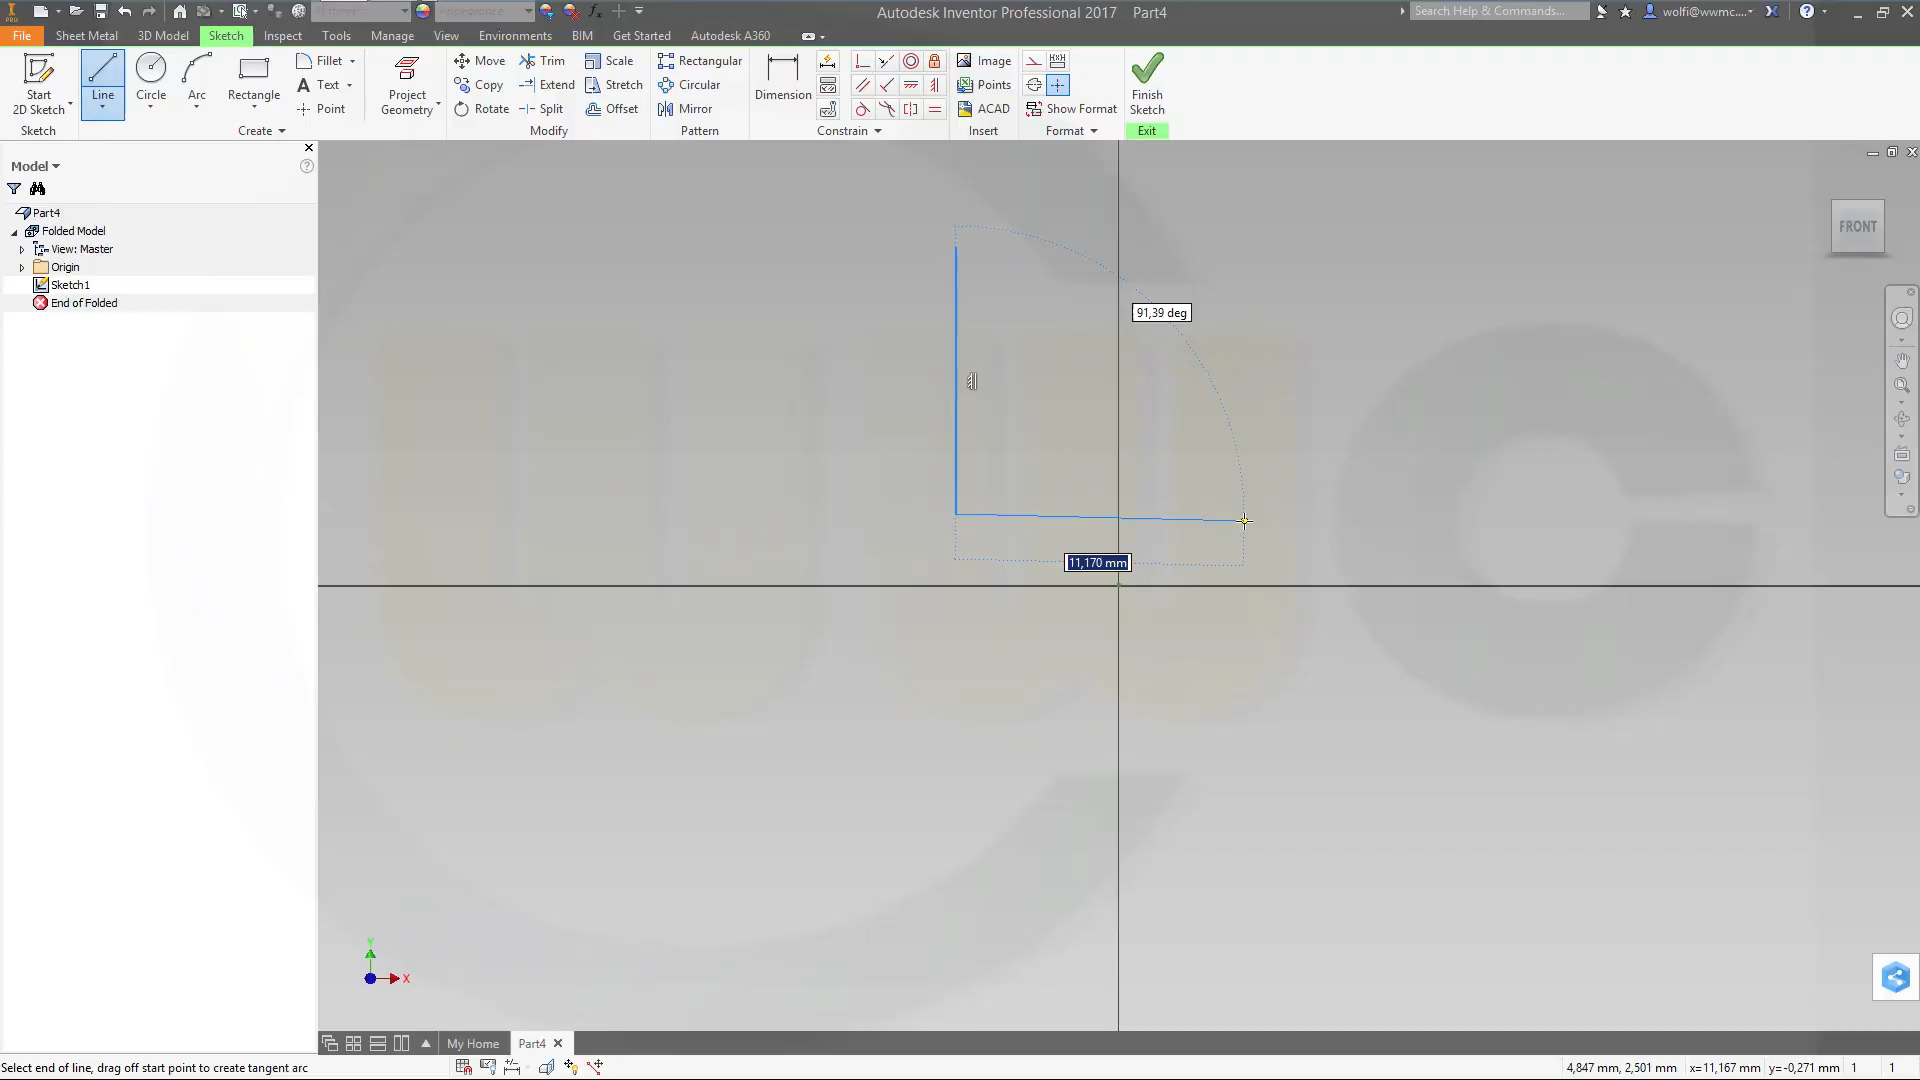 Autodesk Inventor Professional 2017 Part4
Search Help & Commands...
wolfi@wwmc....
PRO
Appearance
File Sheet Metal 3D Model Sketch Inspect Tools Manage View Environments BIM Get Started Autodesk A360
Start
2D Sketch
Line
Circle
Arc
Rectangle
Fillet
Text
Point
Project
Geometry
Move
Copy
Rotate
Trim
Extend
Split
Scale
Stretch
Offset
Rectangular
Circular
Mirror
Dimension
Image
Points
ACAD
Show Format
Finish
Sketch
Sketch Create Modify Pattern Constrain Insert Format Exit
Model
Part4
Folded Model
View: Master
Origin
Sketch1
End of Folded
FRONT
91,39 deg
11,170 mm
Y
X
My Home Part4
Select end of line, drag off start point to create tangent arc
4,847 mm, 2,501 mm x=11,167 mm y=-0,271 mm 1 1